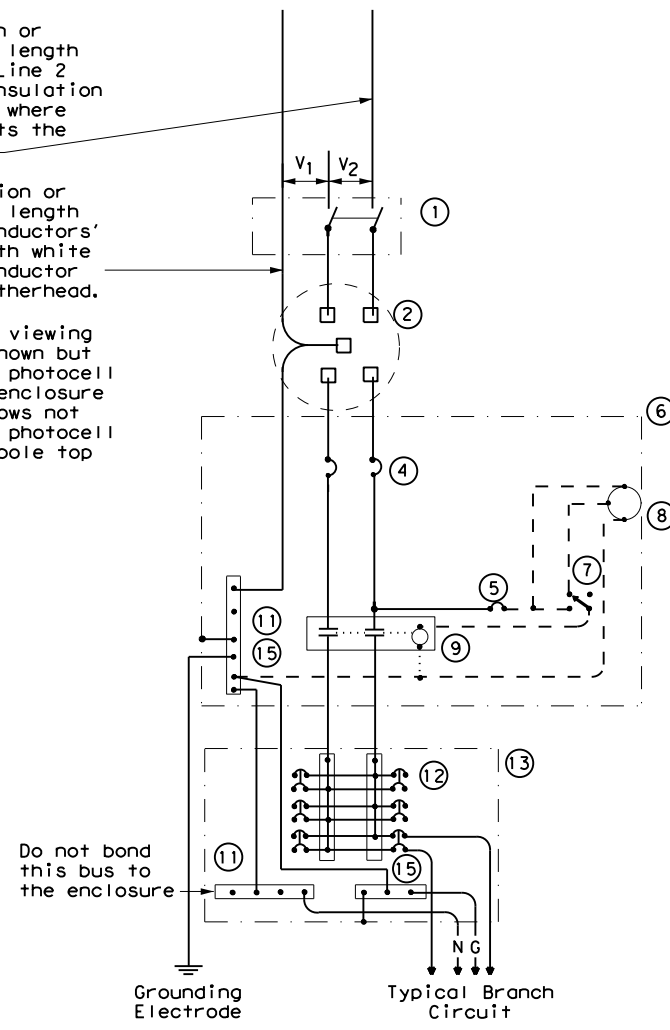 n or
length
Line 2
nsulation
where
ts the
V1 V2
1
ion or
length
nductors'
th white
nductor
therhead.
2
viewing
nown but
photocell
enclosure
ows not
photocell
pole top
6
4
8
5
7
11
15
9
13
12
Do not bond
this bus to
the enclosure
11
15
N G
Grounding
Electrode
Typical Branch
Circuit